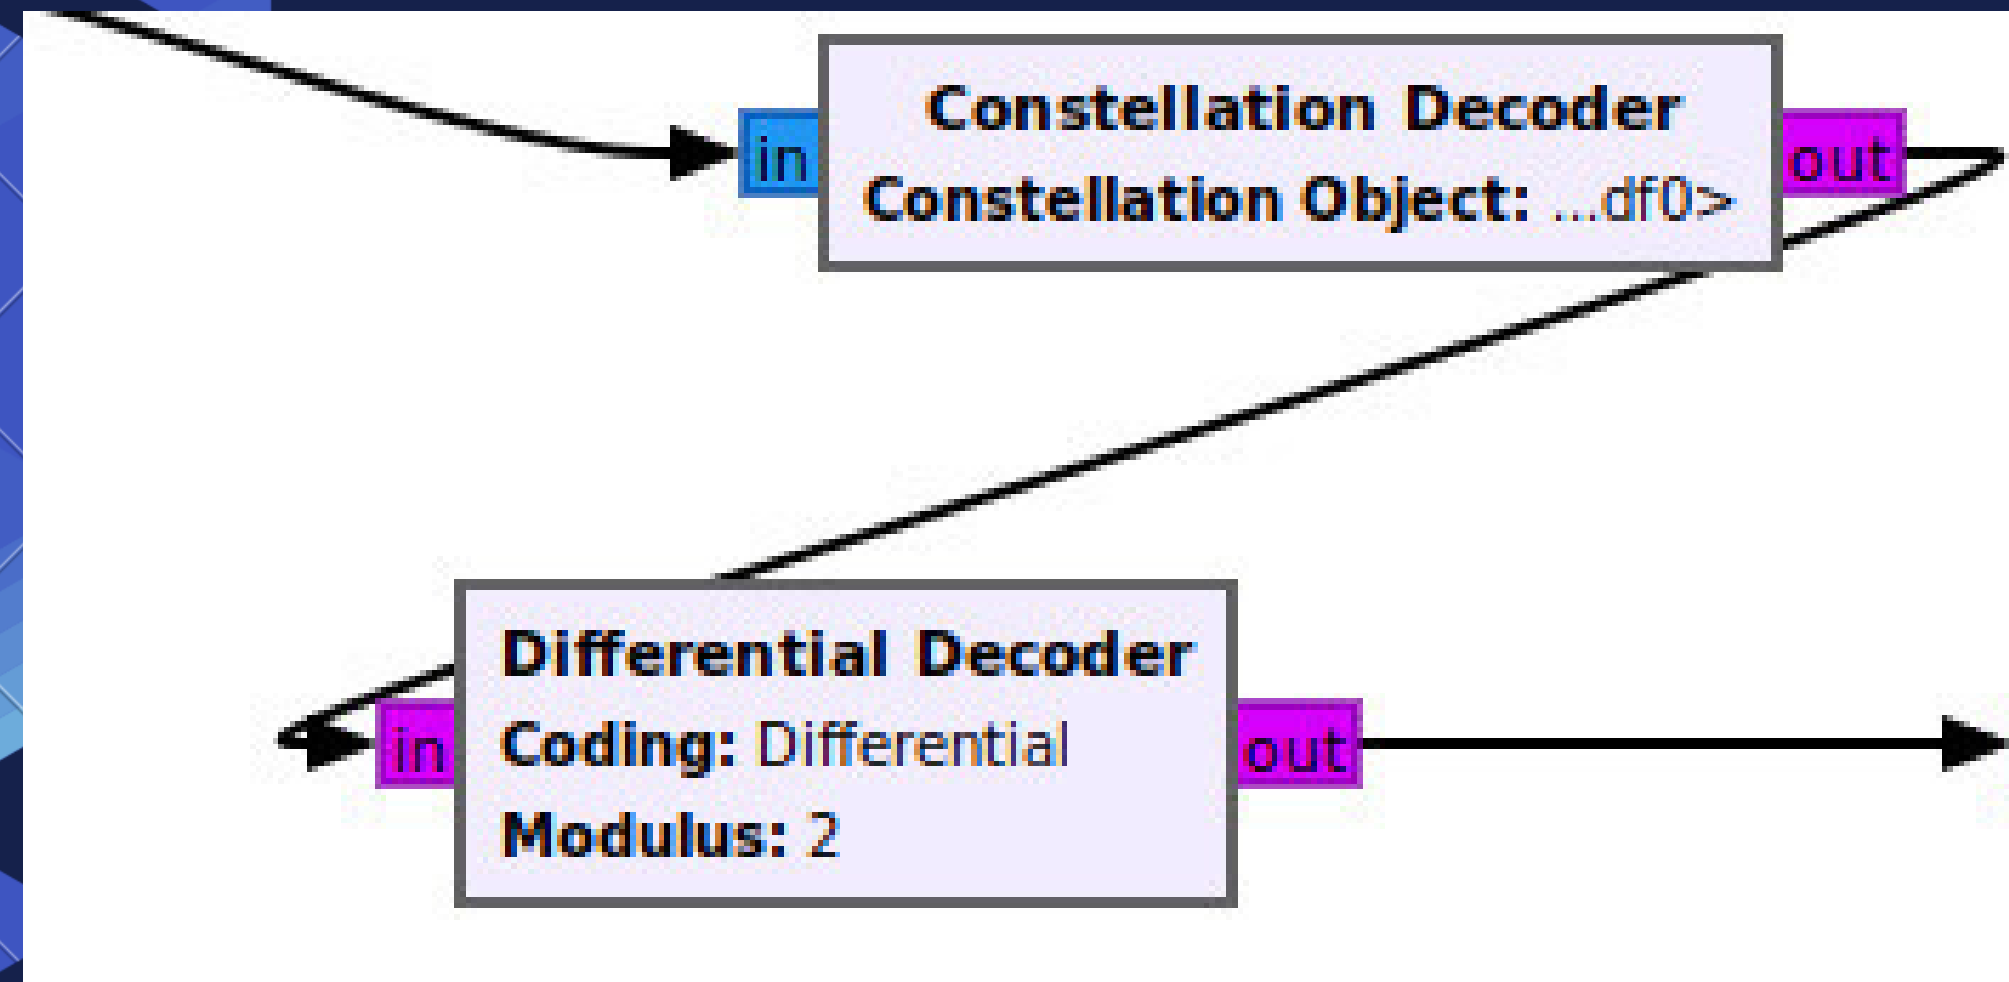 Constellation Decoder
in
out
Constellation Object: ...df0>
Differential Decoder
in
Coding: Differential
out
Modulus: 2